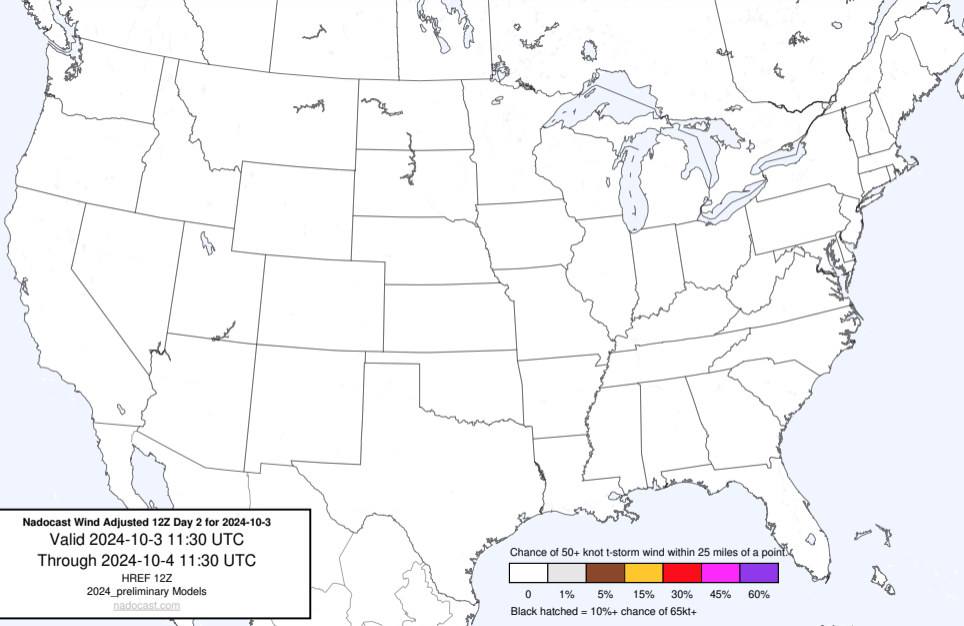 Nadocast Wind Adjusted 12Z Day 2 for 2024-10-3
Valid 2024-10-3 11:30 UTC
Through 2024-10-4 11:30 UTC
HREF 12Z
2024_preliminary Models
nadocast.com
Chance of 50+ knot t-storm wind within 25 miles of a point.
0 1% 5% 15% 30% 45% 60%
Black hatched = 10%+ chance of 65kt+